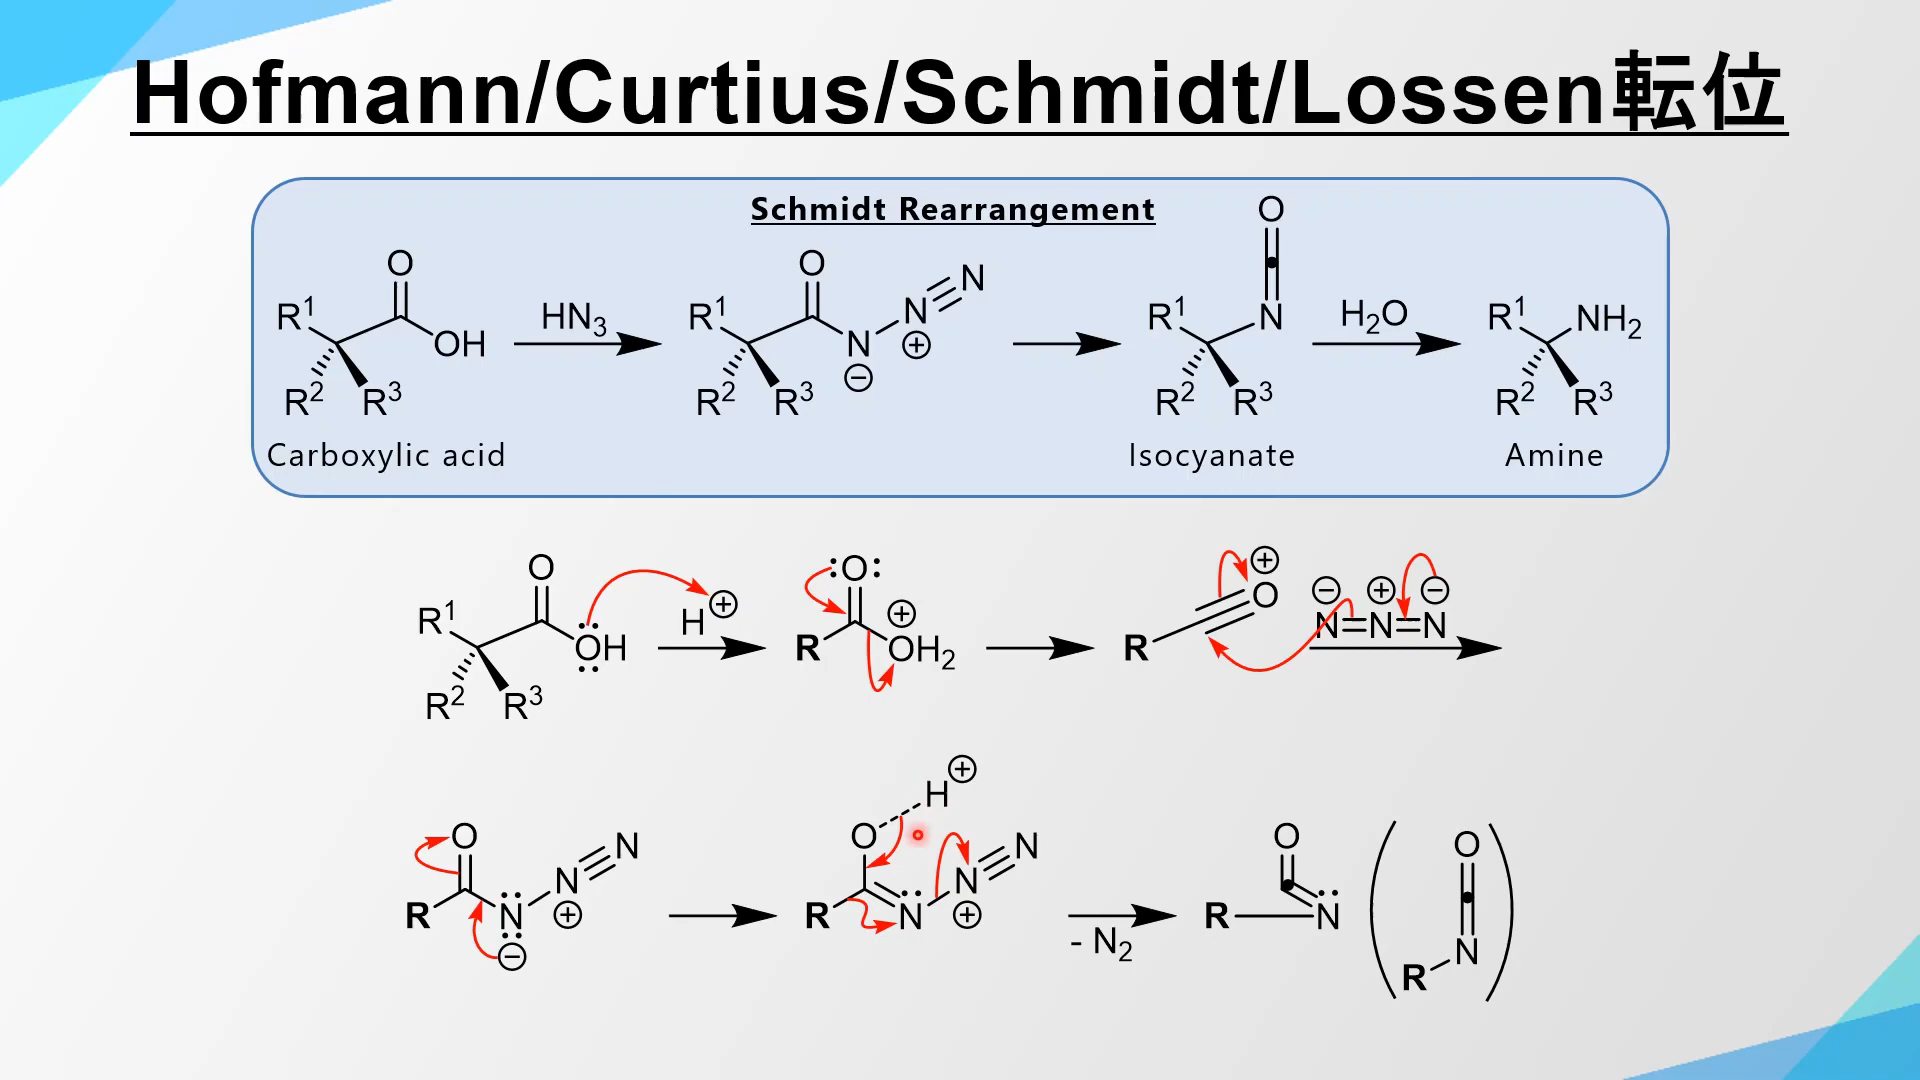 Hofmann/Curtius/Schmidt/Lossen転位
Schmidt Rearrangement
R¹ R² R³ O OH
HN₃
R¹ R² R³ O N ⊖ N ⊕ N
R¹ R² R³ N O
H₂O
R¹ R² R³ NH₂
Carboxylic acid
Isocyanate
Amine
R¹ R² R³ O OH
H ⊕
R O ⊕ OH₂
R O ⊕
⊖ ⊕ ⊖
N=N=N
R O N ⊖ N ⊕ N
R O H ⊕ N N ⊕ N
- N₂
R O N
( R N O )